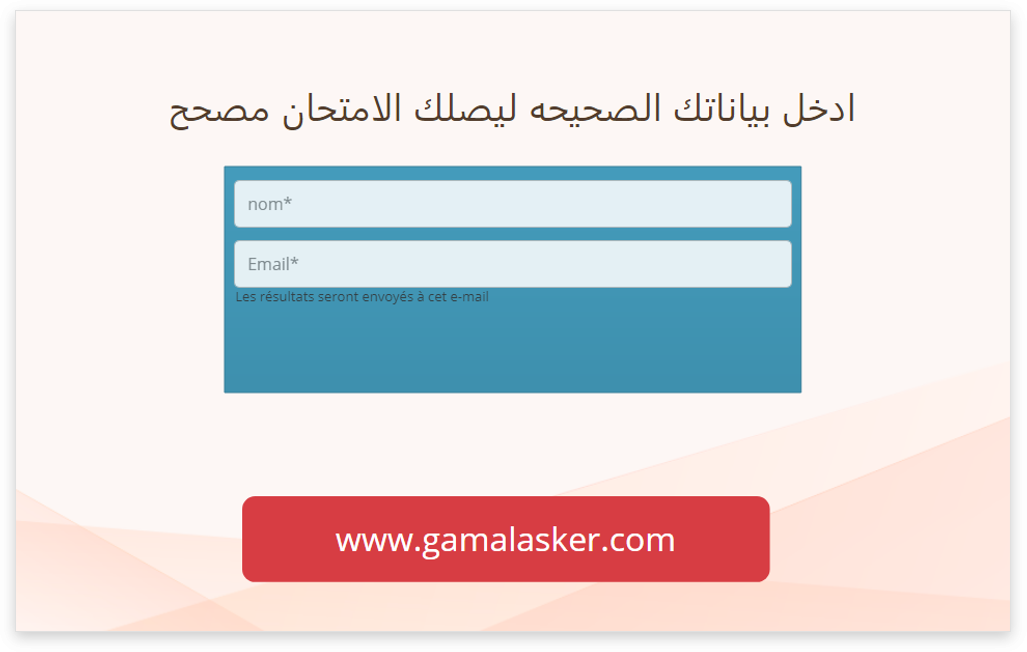 ادخل بياناتك الصحيحه ليصلك الامتحان مصحح
nom*
Email*
Les résultats seront envoyés à cet e-mail
www.gamalasker.com